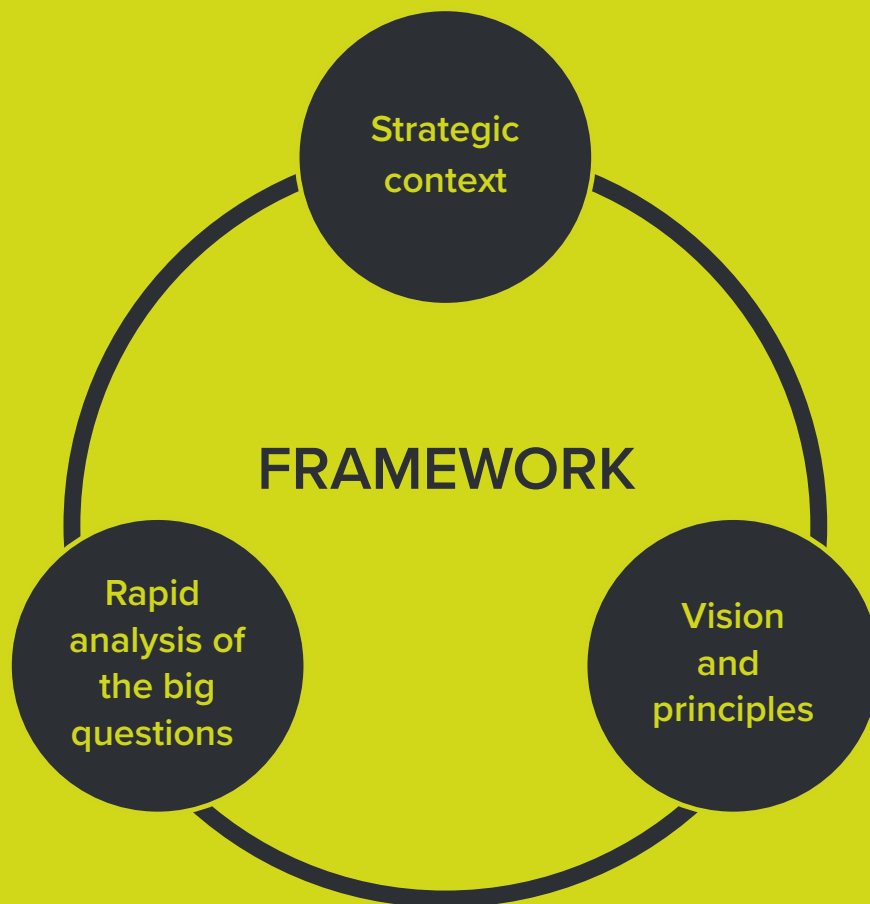 Strategic
context
FRAMEWORK
Rapid
analysis of
the big
questions
Vision
and
principles